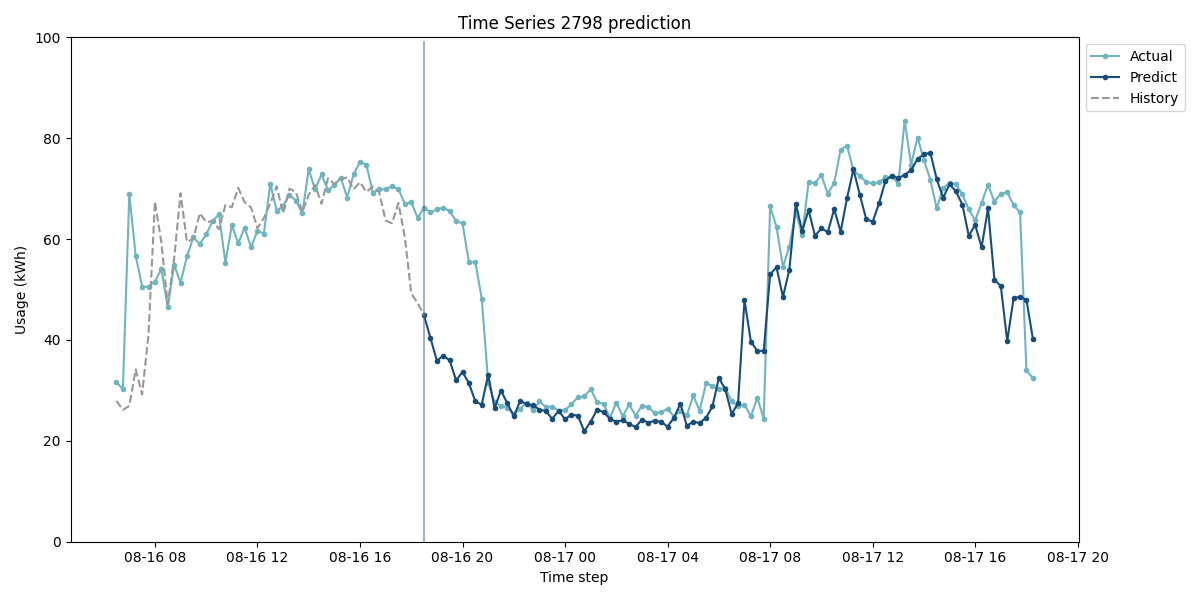 Time Series 2798 prediction
100
80
60
40
20
0
Usage (kWh)
08-16 08
08-16 12
08-16 16
08-16 20
08-17 00
08-17 04
08-17 08
08-17 12
08-17 16
08-17 20
Time step
Actual
Predict
History